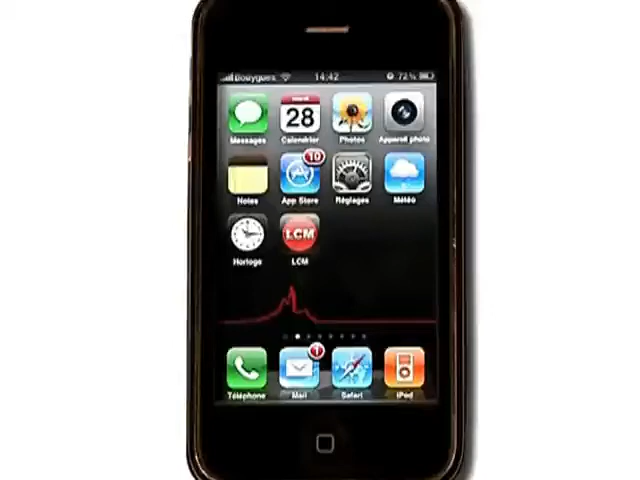 Bouygues 14:42 72 %
28
Messages Calendrier Photos Appareil photo
10
Notes App Store Réglages Météo
LCM
Horloge LCM
1
Téléphone Mail Safari iPod